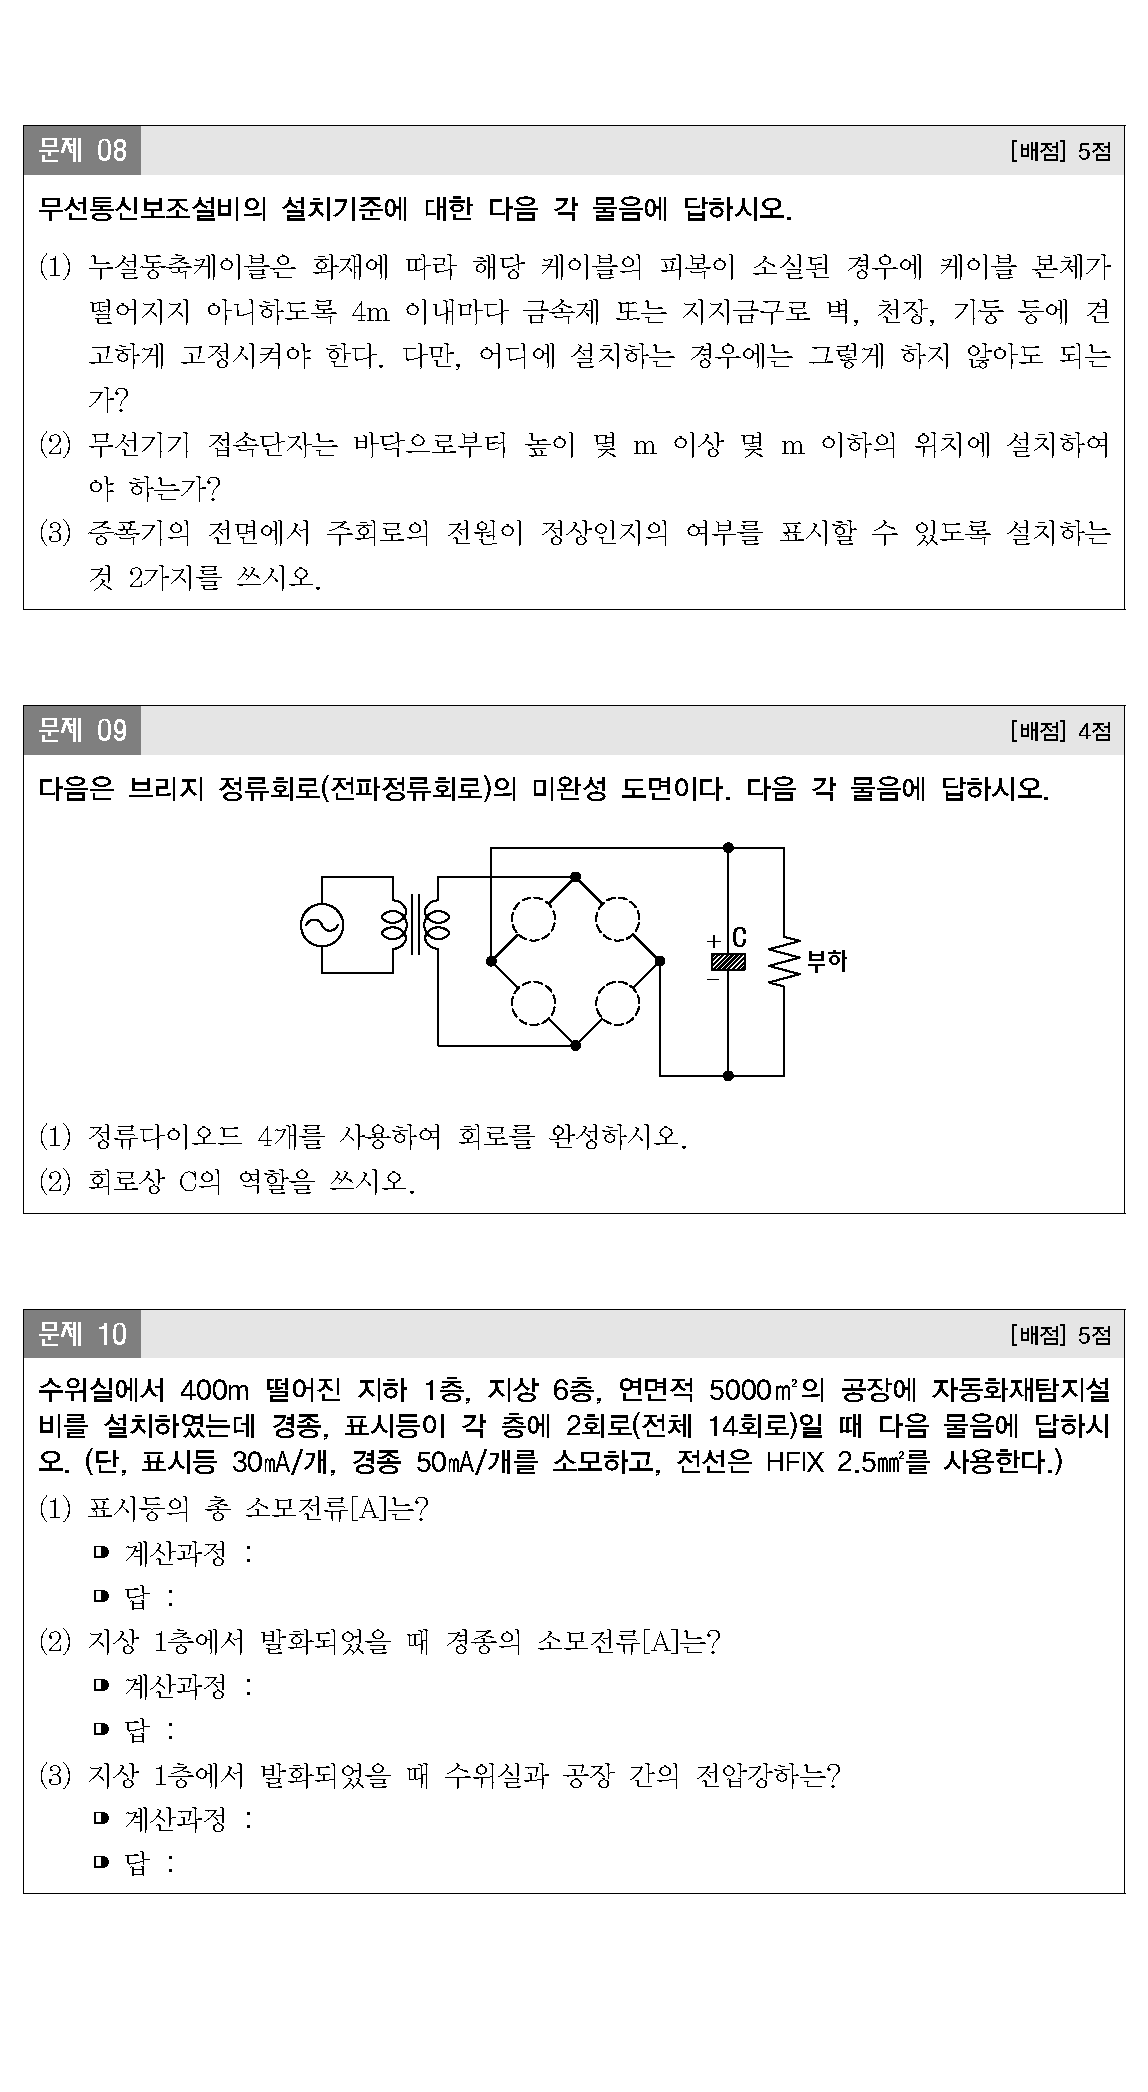 문제 08
[배점] 5점
무선통신보조설비의 설치기준에 대한 다음 각 물음에 답하시오.
(1) 누설동축케이블은 화재에 따라 해당 케이블의 피복이 소실된 경우에 케이블 본체가
떨어지지 아니하도록 4m 이내마다 금속제 또는 지지금구로 벽, 천장, 기둥 등에 견
고하게 고정시켜야 한다. 다만, 어디에 설치하는 경우에는 그렇게 하지 않아도 되는
가?
(2) 무선기기 접속단자는 바닥으로부터 높이 몇 m 이상 몇 m 이하의 위치에 설치하여
야 하는가?
(3) 증폭기의 전면에서 주회로의 전원이 정상인지의 여부를 표시할 수 있도록 설치하는
것 2가지를 쓰시오.
문제 09
[배점] 4점
다음은 브리지 정류회로(전파정류회로)의 미완성 도면이다. 다음 각 물음에 답하시오.
+ C
부하
−
(1) 정류다이오드 4개를 사용하여 회로를 완성하시오.
(2) 회로상 C의 역할을 쓰시오.
문제 10
[배점] 5점
수위실에서 400m 떨어진 지하 1층, 지상 6층, 연면적 5000㎡의 공장에 자동화재탐지설
비를 설치하였는데 경종, 표시등이 각 층에 2회로(전체 14회로)일 때 다음 물음에 답하시
오. (단, 표시등 30㎃/개, 경종 50㎃/개를 소모하고, 전선은 HFIX 2.5㎟를 사용한다.)
(1) 표시등의 총 소모전류[A]는?
계산과정 :
답 :
(2) 지상 1층에서 발화되었을 때 경종의 소모전류[A]는?
계산과정 :
답 :
(3) 지상 1층에서 발화되었을 때 수위실과 공장 간의 전압강하는?
계산과정 :
답 :